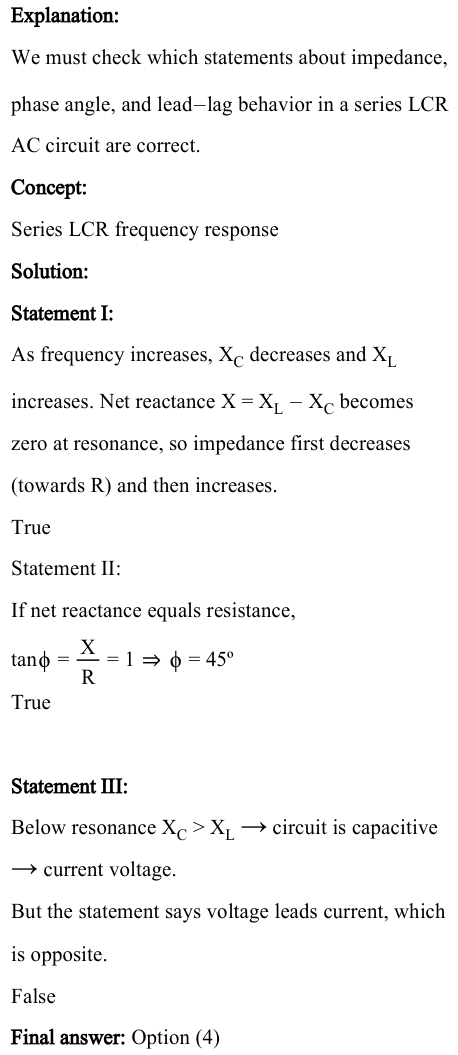 Explanation:
We must check which statements about impedance,
phase angle, and lead–lag behavior in a series LCR
AC circuit are correct.
Concept:
Series LCR frequency response
Solution:
Statement I:
As frequency increases, X_C decreases and X_L
increases. Net reactance X = X_L − X_C becomes
zero at resonance, so impedance first decreases
(towards R) and then increases.
True
Statement II:
If net reactance equals resistance,
tanϕ = X/R = 1 ⇒ ϕ = 45º
True
Statement III:
Below resonance X_C > X_L ⟶ circuit is capacitive
⟶ current voltage.
But the statement says voltage leads current, which
is opposite.
False
Final answer: Option (4)